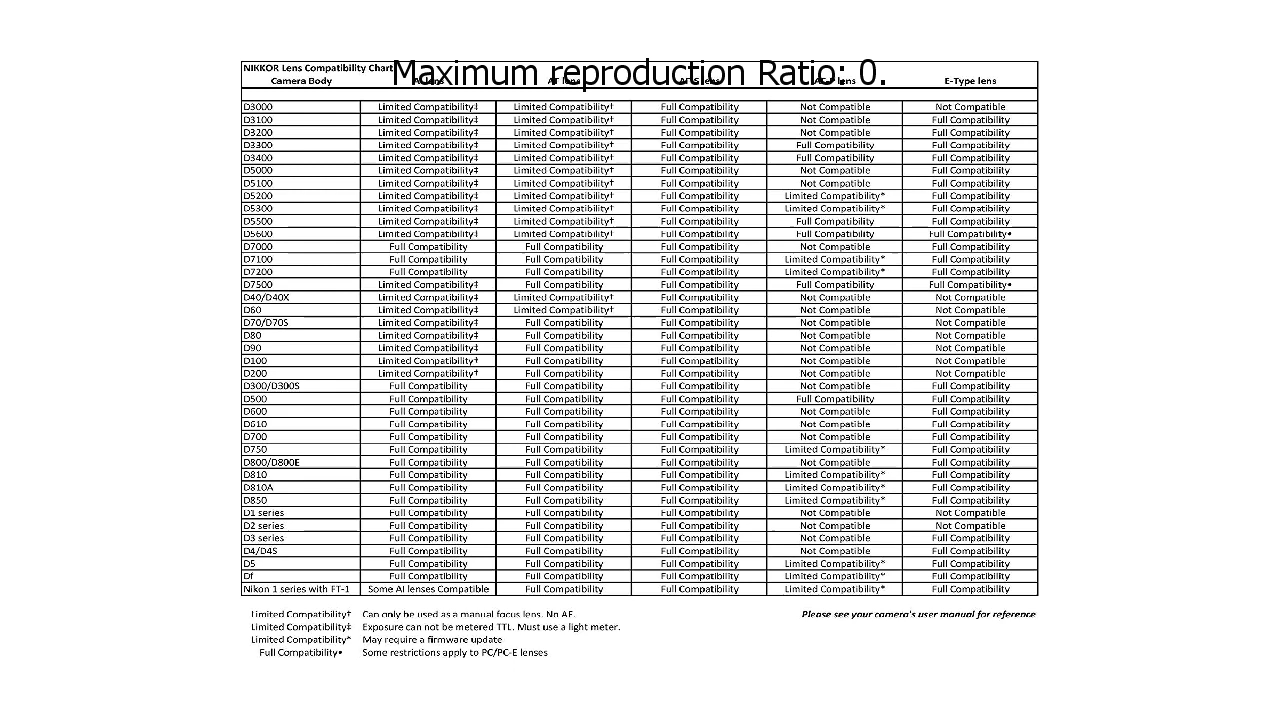 NIKKOR Lens Compatibility Chart
Maximum reproduction Ratio: 0.
Camera Body lens E-Type lens
D3000 Limited Compatibility‡ Limited Compatibility† Full Compatibility Not Compatible Not Compatible
D3100 Limited Compatibility‡ Limited Compatibility† Full Compatibility Not Compatible Full Compatibility
D3200 Limited Compatibility‡ Limited Compatibility† Full Compatibility Not Compatible Full Compatibility
D3300 Limited Compatibility‡ Limited Compatibility† Full Compatibility Full Compatibility Full Compatibility
D3400 Limited Compatibility‡ Limited Compatibility† Full Compatibility Full Compatibility Full Compatibility
D5000 Limited Compatibility‡ Limited Compatibility† Full Compatibility Not Compatible Full Compatibility
D5100 Limited Compatibility‡ Limited Compatibility† Full Compatibility Not Compatible Full Compatibility
D5200 Limited Compatibility‡ Limited Compatibility† Full Compatibility Limited Compatibility* Full Compatibility
D5300 Limited Compatibility‡ Limited Compatibility† Full Compatibility Limited Compatibility* Full Compatibility
D5500 Limited Compatibility‡ Limited Compatibility† Full Compatibility Full Compatibility Full Compatibility
D5600 Limited Compatibility‡ Limited Compatibility† Full Compatibility Full Compatibility Full Compatibility•
D7000 Full Compatibility Full Compatibility Full Compatibility Not Compatible Full Compatibility
D7100 Full Compatibility Full Compatibility Full Compatibility Limited Compatibility* Full Compatibility
D7200 Full Compatibility Full Compatibility Full Compatibility Limited Compatibility* Full Compatibility
D7500 Limited Compatibility‡ Full Compatibility Full Compatibility Full Compatibility Full Compatibility•
D40/D40X Limited Compatibility‡ Limited Compatibility† Full Compatibility Not Compatible Not Compatible
D60 Limited Compatibility‡ Limited Compatibility† Full Compatibility Not Compatible Not Compatible
D70/D70S Limited Compatibility‡ Full Compatibility Full Compatibility Not Compatible Not Compatible
D80 Limited Compatibility‡ Full Compatibility Full Compatibility Not Compatible Not Compatible
D90 Limited Compatibility‡ Full Compatibility Full Compatibility Not Compatible Not Compatible
D100 Limited Compatibility† Full Compatibility Full Compatibility Not Compatible Not Compatible
D200 Limited Compatibility† Full Compatibility Full Compatibility Not Compatible Not Compatible
D300/D300S Full Compatibility Full Compatibility Full Compatibility Not Compatible Full Compatibility
D500 Full Compatibility Full Compatibility Full Compatibility Full Compatibility Full Compatibility
D600 Full Compatibility Full Compatibility Full Compatibility Not Compatible Full Compatibility
D610 Full Compatibility Full Compatibility Full Compatibility Not Compatible Full Compatibility
D700 Full Compatibility Full Compatibility Full Compatibility Not Compatible Full Compatibility
D750 Full Compatibility Full Compatibility Full Compatibility Limited Compatibility* Full Compatibility
D800/D800E Full Compatibility Full Compatibility Full Compatibility Not Compatible Full Compatibility
D810 Full Compatibility Full Compatibility Full Compatibility Limited Compatibility* Full Compatibility
D810A Full Compatibility Full Compatibility Full Compatibility Limited Compatibility* Full Compatibility
D850 Full Compatibility Full Compatibility Full Compatibility Limited Compatibility* Full Compatibility
D1 series Full Compatibility Full Compatibility Full Compatibility Not Compatible Not Compatible
D2 series Full Compatibility Full Compatibility Full Compatibility Not Compatible Not Compatible
D3 series Full Compatibility Full Compatibility Full Compatibility Not Compatible Full Compatibility
D4/D4S Full Compatibility Full Compatibility Full Compatibility Not Compatible Full Compatibility
D5 Full Compatibility Full Compatibility Full Compatibility Limited Compatibility* Full Compatibility
Df Full Compatibility Full Compatibility Full Compatibility Limited Compatibility* Full Compatibility
Nikon 1 series with FT-1 Some AI lenses Compatible Full Compatibility Full Compatibility Limited Compatibility* Full Compatibility
Limited Compatibility† Can only be used as a manual focus lens. No AF. Please see your camera's user manual for reference
Limited Compatibility‡ Exposure can not be metered TTL. Must use a light meter.
Limited Compatibility* May require a firmware update
Full Compatibility• Some restrictions apply to PC/PC-E lenses